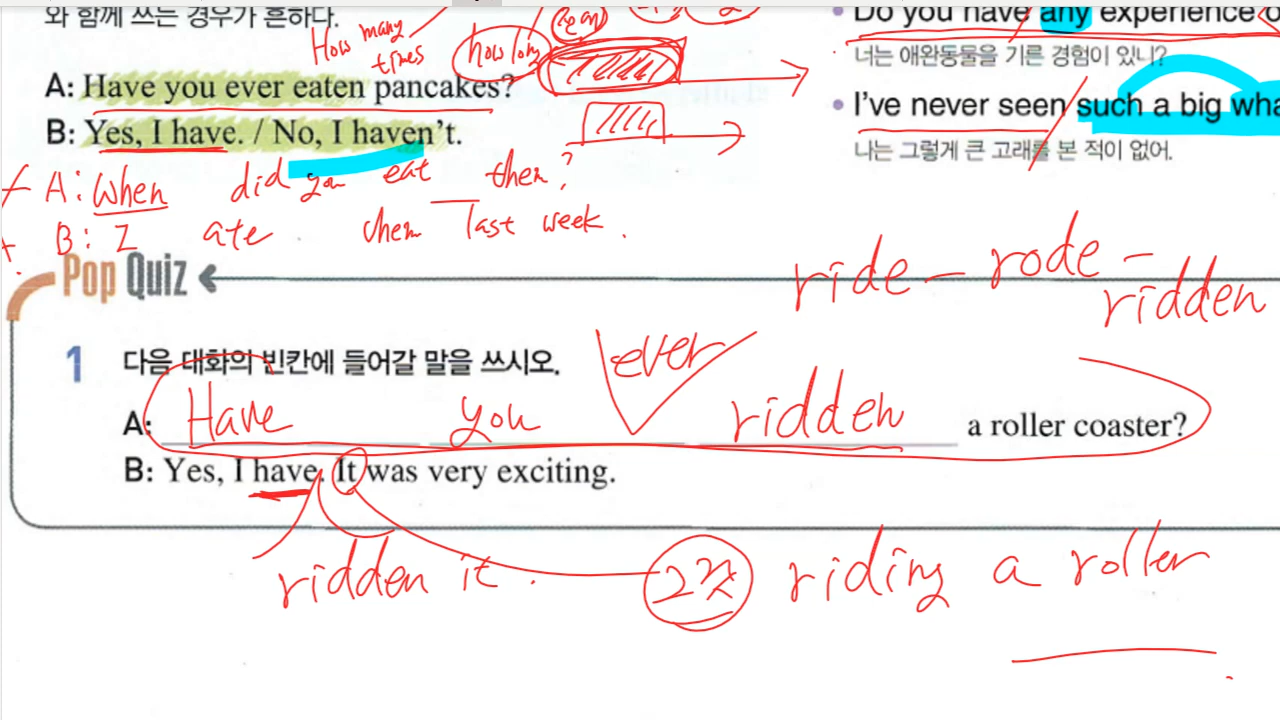 와 함께 쓰는 경우가 흔하다.
How many times
how long
A: Have you ever eaten pancakes?
B: Yes, I have. / No, I haven't.
A: When did you eat them?
B: I ate them last week.
Do you have any experience o
너는 애완동물을 기른 경험이 있니?
I've never seen such a big wha
나는 그렇게 큰 고래를 본 적이 없어.
ride - rode - ridden
Pop Quiz
1 다음 대화의 빈칸에 들어갈 말을 쓰시오.
ever
A: Have you ridden a roller coaster?
B: Yes, I have. It was very exciting.
ridden it.
riding a roller